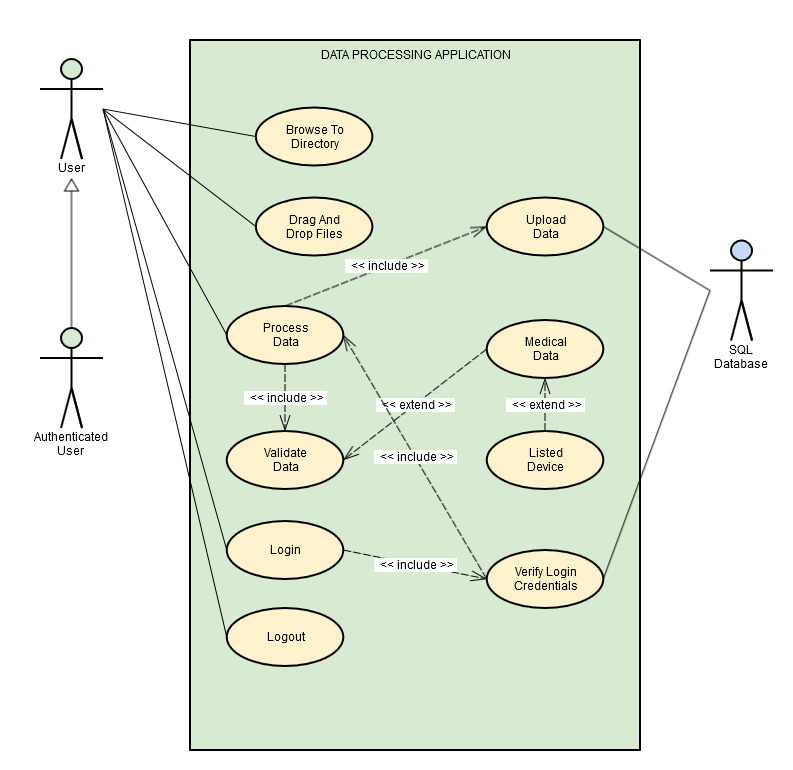 DATA PROCESSING APPLICATION
User
Browse To
Directory
Drag And
Drop Files
Upload
Data
<< include >>
Process
Data
Medical
Data
SQL
Database
<< include >>
<< extend >>
<< extend >>
Authenticated
User
Validate
Data
<< include >>
Listed
Device
Login
<< include >>
Verify Login
Credentials
Logout